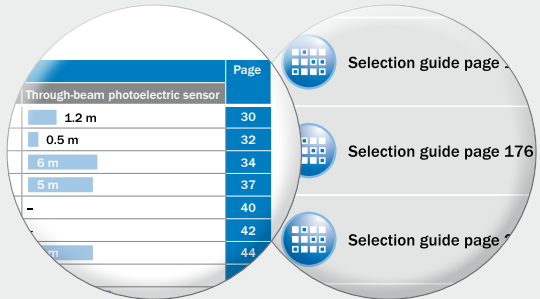 Page
Through-beam photoelectric sensor
1.2 m 30
0.5 m 32
6 m 34
5 m 37
– 40
- 42
m 44
Selection guide page
Selection guide page 176
Selection guide page